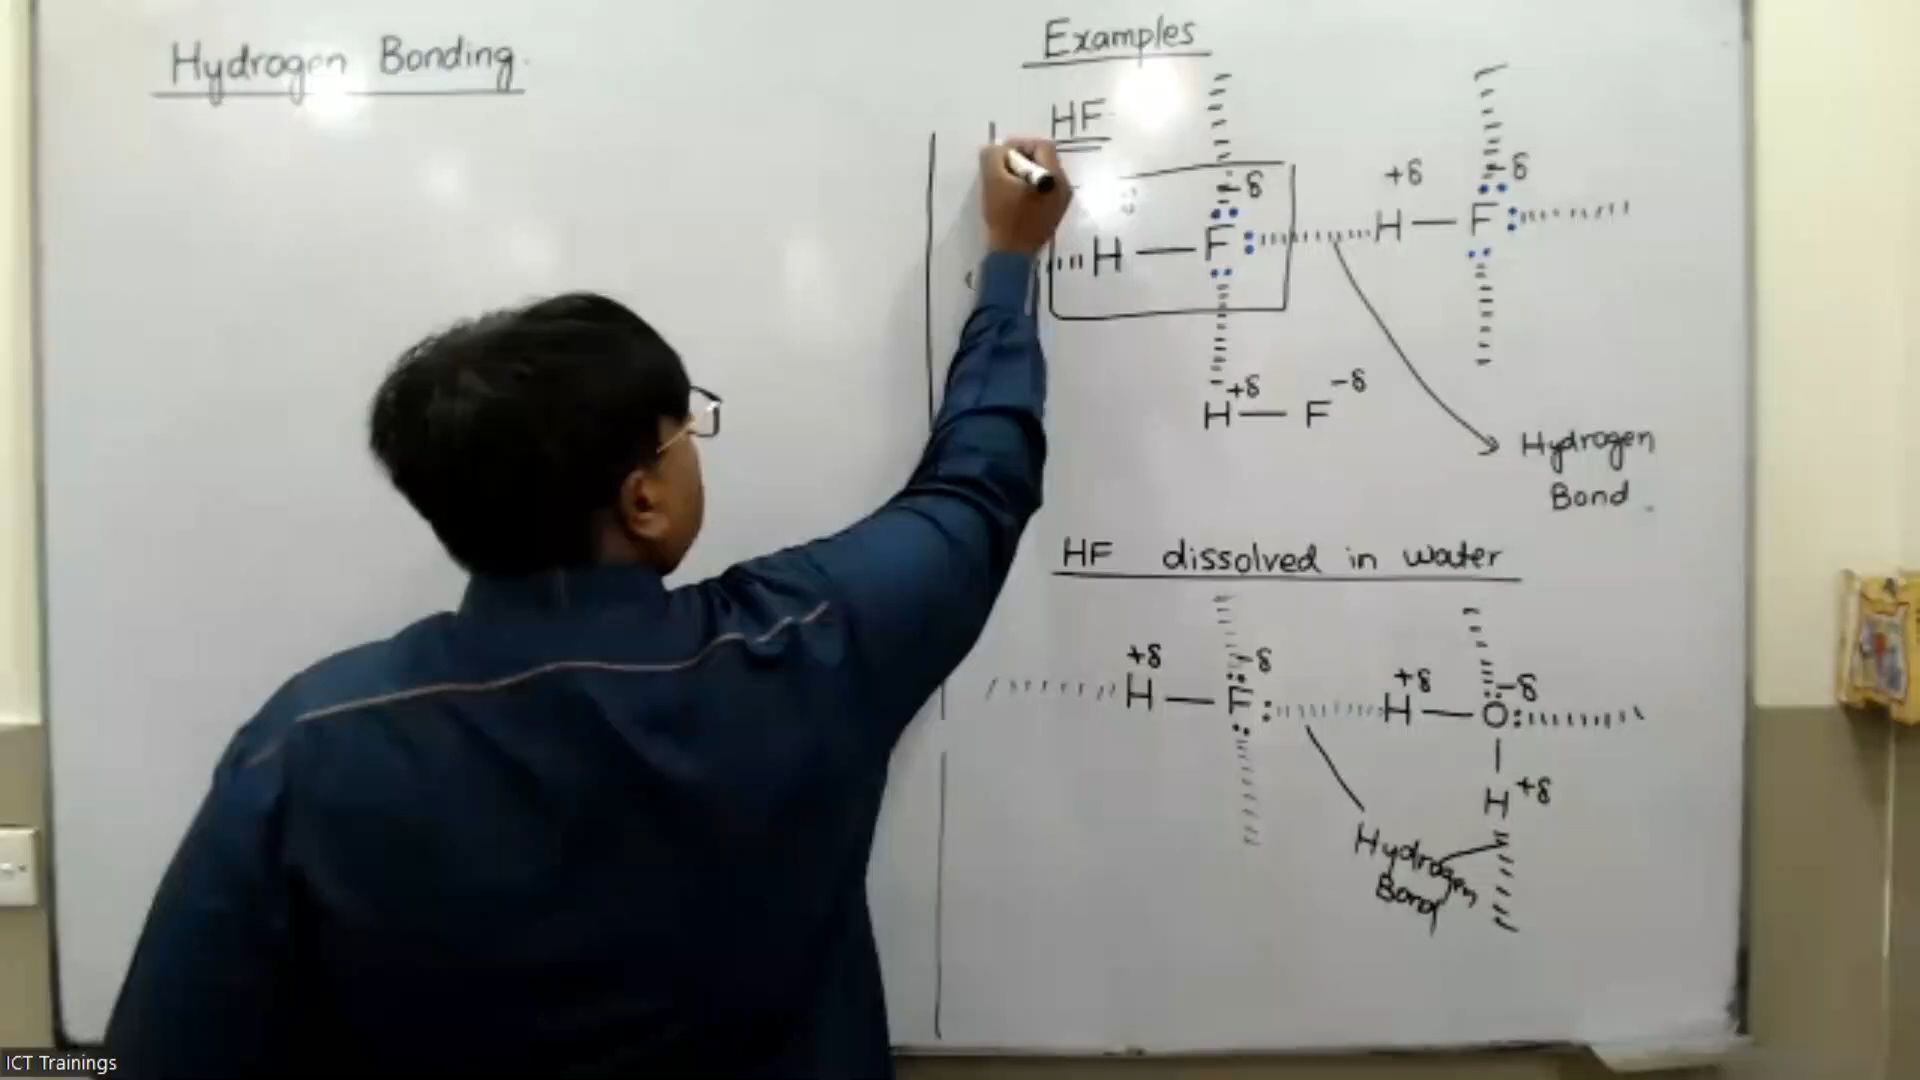 Hydrogen Bonding.
Examples
HF
-δ
+δ
δ
H — F
H — F
+δ
-δ
H — F
Hydrogen
Bond
HF dissolved in water
+δ
δ
+δ
-δ
H — F
H — O
H
+δ
Hydrogen
Bond
ICT Trainings